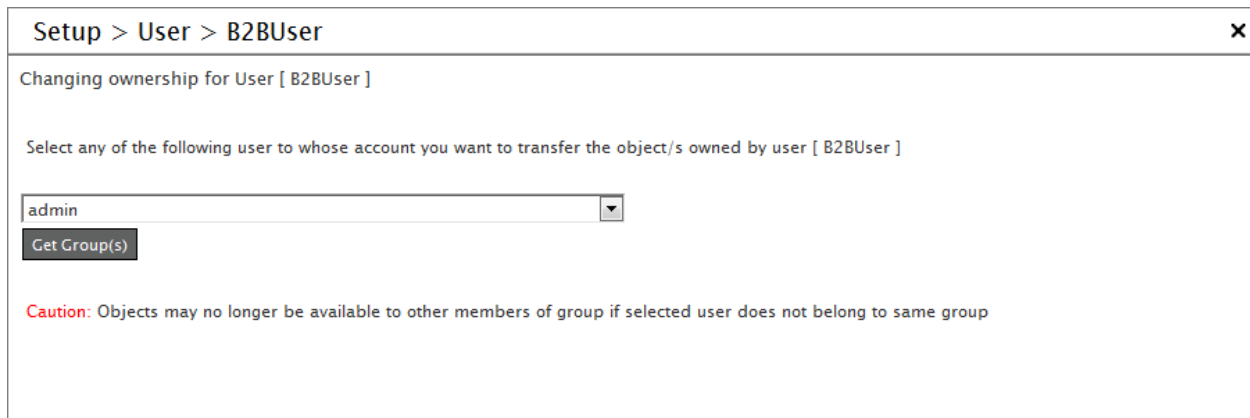 Setup > User > B2BUser
Changing ownership for User [ B2BUser ]
Select any of the following user to whose account you want to transfer the object/s owned by user [ B2BUser ]
admin
Get Group(s)
Caution: Objects may no longer be available to other members of group if selected user does not belong to same group